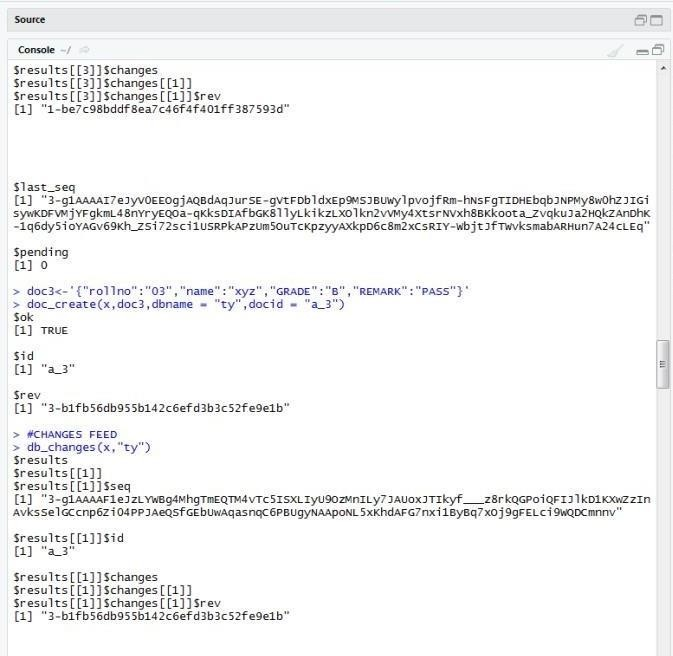 Source
Console ~/
$results[[3]]$changes
$results[[3]]$changes[[1]]
$results[[3]]$changes[[1]]$rev
[1] "1-be7c98bddf8ea7c46f4f401ff387593d"
$last_seq
[1] "3-g1AAAAI7eJyV0EEOgjAQBdAqJurSE-gVtFDbldxEp9MSJBUWylpvojfRm-hNsFgTIDHEbqbJNPMy8w0hZJIGi
sywKDFVMjYFgkmL48nYryEQOa-qKksDIAfbGK8llyLkikzLXOlkn2vVMy4XtsrNVxh8BKkoota_ZvqkuJa2HQkZAnDhK
-1q6dy5ioYAGv69Kh_ZSi72sci1USRPkAPzUm5OuTcKpzyyAXkpD6c8m2xCsRIY-WbjtJfTWvksmabARHun7A24cLEq"
$pending
[1] 0
> doc3<-'{"rollno":"03","name":"xyz","GRADE":"B","REMARK":"PASS"}'
> doc_create(x,doc3,dbname = "ty",docid = "a_3")
$ok
[1] TRUE
$id
[1] "a_3"
$rev
[1] "3-b1fb56db955b142c6efd3b3c52fe9e1b"
> #CHANGES FEED
> db_changes(x,"ty")
$results
$results[[1]]
$results[[1]]$seq
[1] "3-g1AAAAF1eJzLYWBg4MhgTmEQTM4vTc5ISXLIyU9OzMnILy7JAUoxJTIkyf___z8rkQGPoiQFIJlkD1KXwZzIn
AvksSelGCcnp6Zi04PPJAeQSfGEbUwAqasnqC6PBUgyNAApoNL5xKhdAFG7nxi1ByBq7xOj9gFELci9WQDCmnnv"
$results[[1]]$id
[1] "a_3"
$results[[1]]$changes
$results[[1]]$changes[[1]]
$results[[1]]$changes[[1]]$rev
[1] "3-b1fb56db955b142c6efd3b3c52fe9e1b"